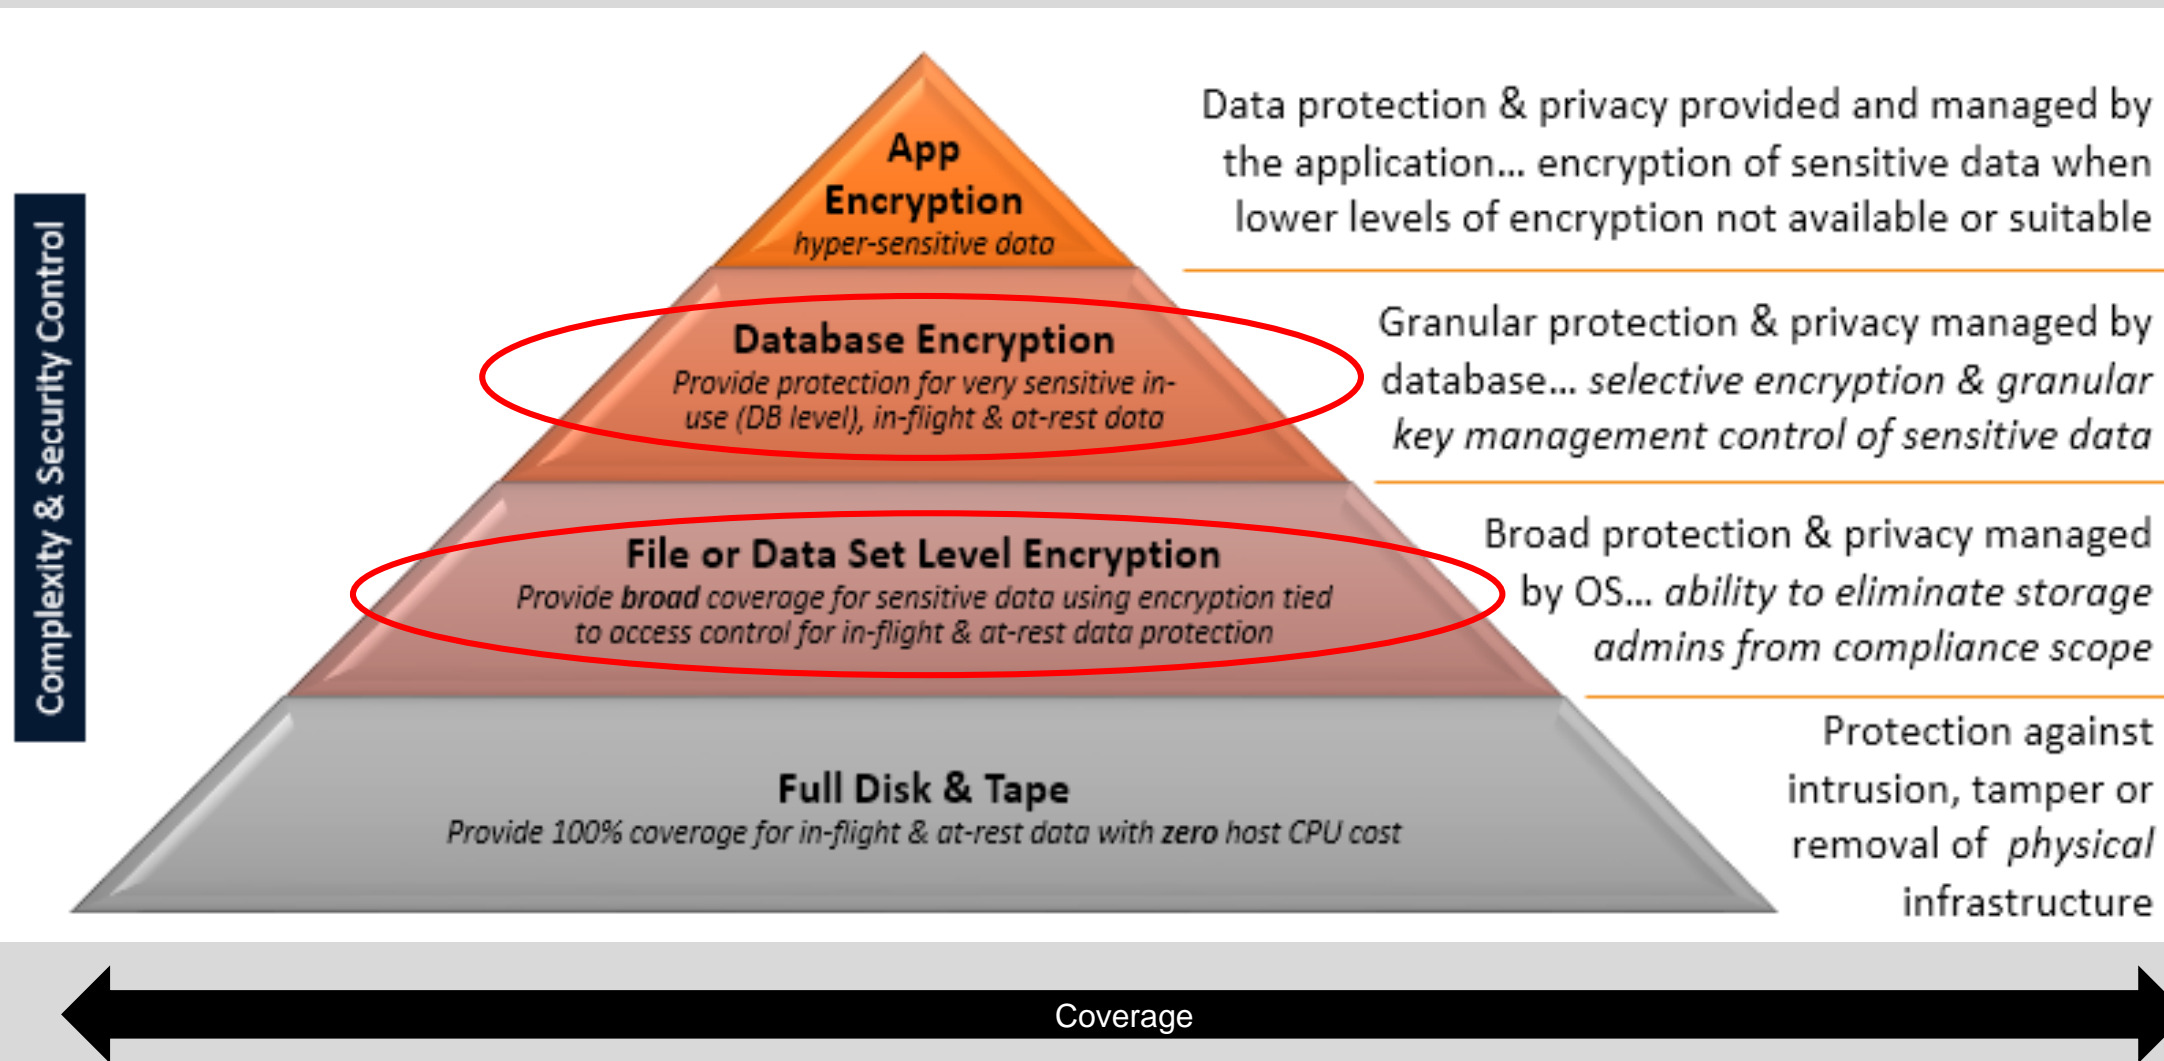 App
Encryption
hyper-sensitive data
Data protection & privacy provided and managed by
the application... encryption of sensitive data when
lower levels of encryption not available or suitable
Database Encryption
Provide protection for very sensitive in-
use (DB level), in-flight & at-rest data
Granular protection & privacy managed by
database... selective encryption & granular
key management control of sensitive data
File or Data Set Level Encryption
Provide broad coverage for sensitive data using encryption tied
to access control for in-flight & at-rest data protection
Broad protection & privacy managed
by OS... ability to eliminate storage
admins from compliance scope
Full Disk & Tape
Provide 100% coverage for in-flight & at-rest data with zero host CPU cost
Protection against
intrusion, tamper or
removal of physical
infrastructure
Complexity & Security Control
Coverage